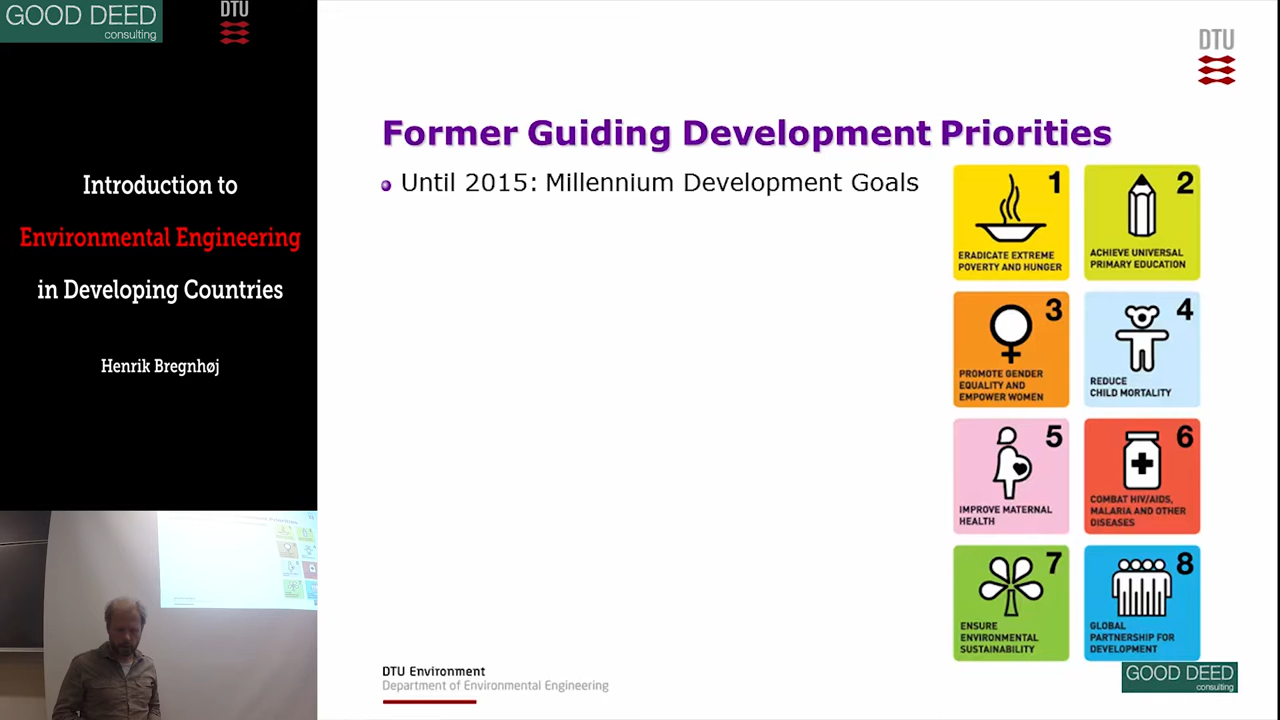 GOOD DEED
consulting
DTU
Introduction to
Environmental Engineering
in Developing Countries
Henrik Bregnhøj
DTU
Former Guiding Development Priorities
Until 2015: Millennium Development Goals
1
ERADICATE EXTREME
POVERTY AND HUNGER
2
ACHIEVE UNIVERSAL
PRIMARY EDUCATION
3
PROMOTE GENDER
EQUALITY AND
EMPOWER WOMEN
4
REDUCE
CHILD MORTALITY
5
IMPROVE MATERNAL
HEALTH
6
COMBAT HIV/AIDS,
MALARIA AND OTHER
DISEASES
7
ENSURE
ENVIRONMENTAL
SUSTAINABILITY
8
GLOBAL
PARTNERSHIP FOR
DEVELOPMENT
DTU Environment
Department of Environmental Engineering
GOOD DEED
consulting